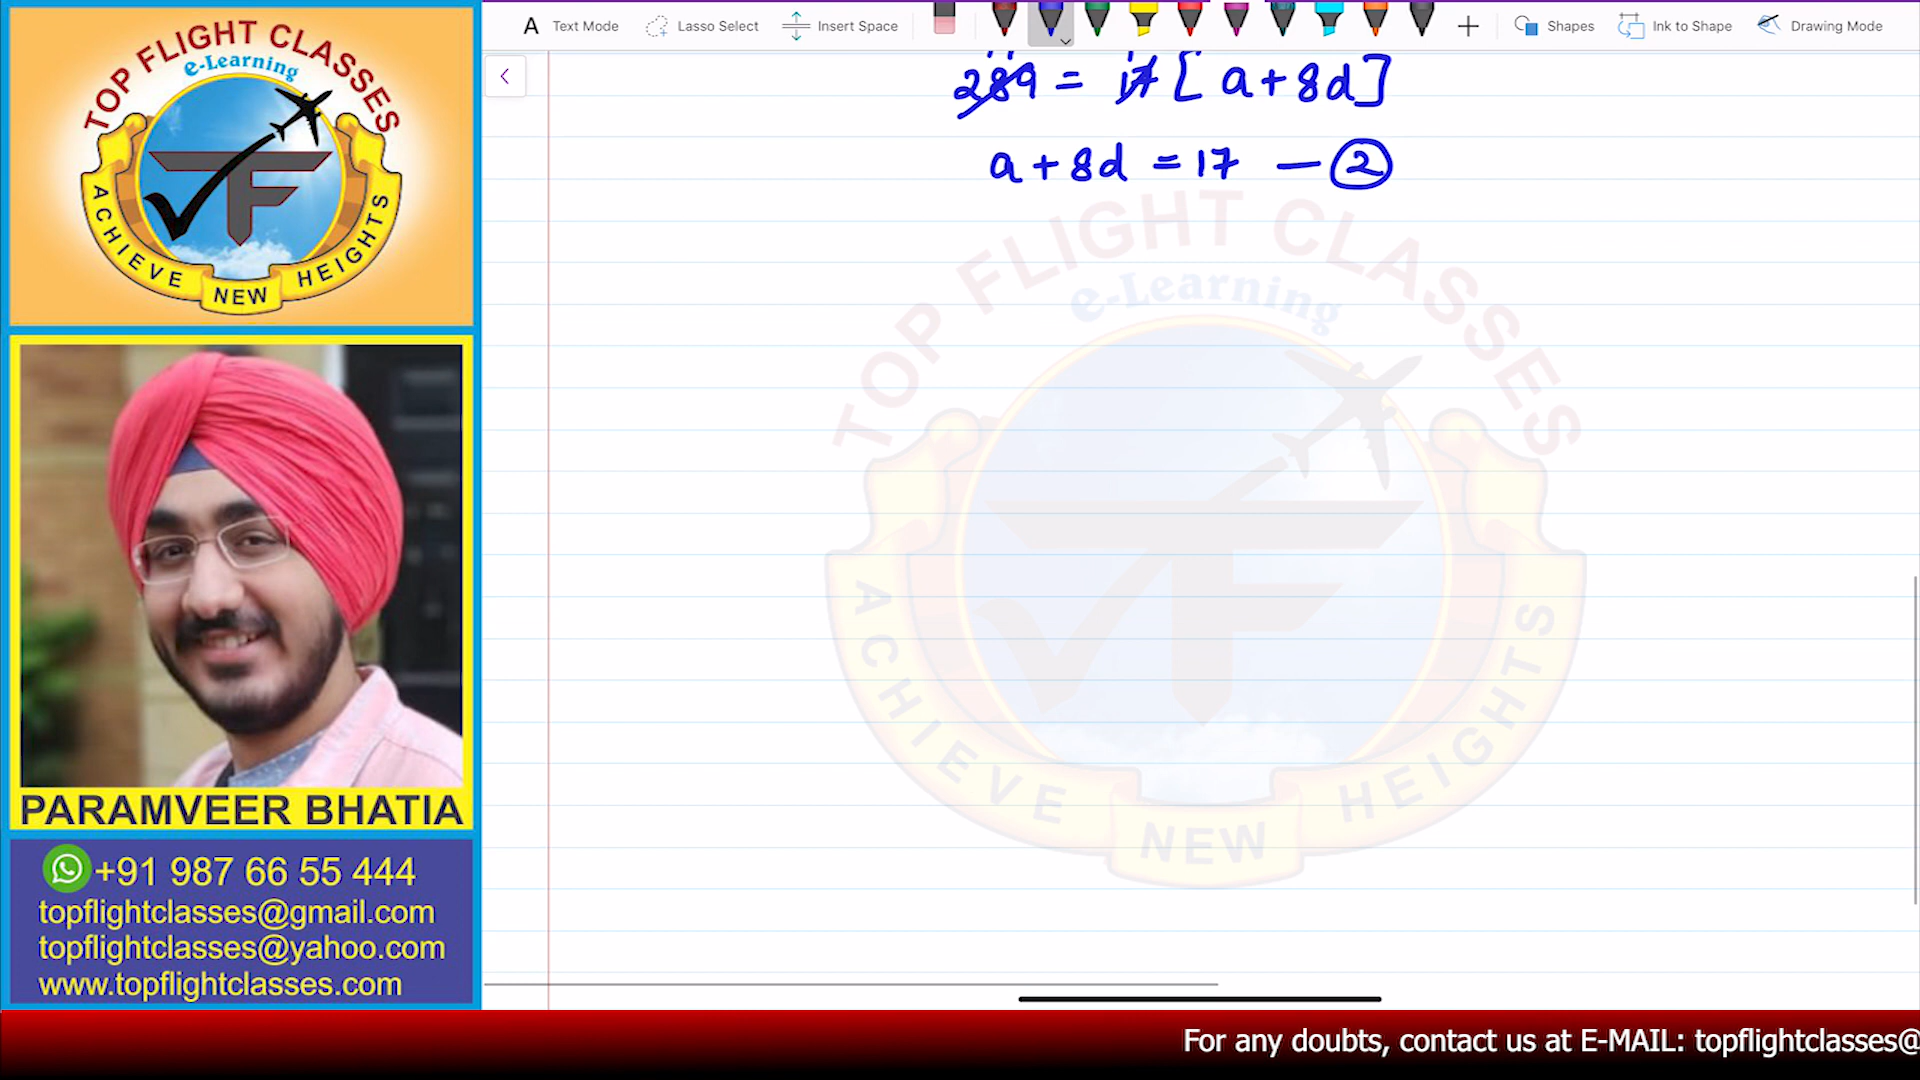 TOP FLIGHT CLASSES
e-Learning
TF
ACHIEVE NEW HEIGHTS
PARAMVEER BHATIA
+91 987 66 55 444
topflightclasses@gmail.com
topflightclasses@yahoo.com
www.topflightclasses.com
A Text Mode Lasso Select Insert Space Shapes Ink to Shape Drawing Mode
289 = 17 [ a + 8d ]
a + 8d = 17 — 2
TOP FLIGHT CLASSES
e-Learning
TF
ACHIEVE NEW HEIGHTS
For any doubts, contact us at E-MAIL: topflightclasses@